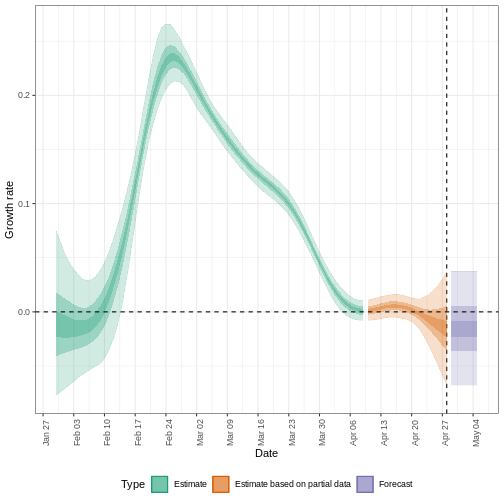 Growth rate
0.2
0.1
0.0
Jan 27
Feb 03
Feb 10
Feb 17
Feb 24
Mar 02
Mar 09
Mar 16
Mar 23
Mar 30
Apr 06
Apr 13
Apr 20
Apr 27
May 04
Date
Type Estimate Estimate based on partial data Forecast